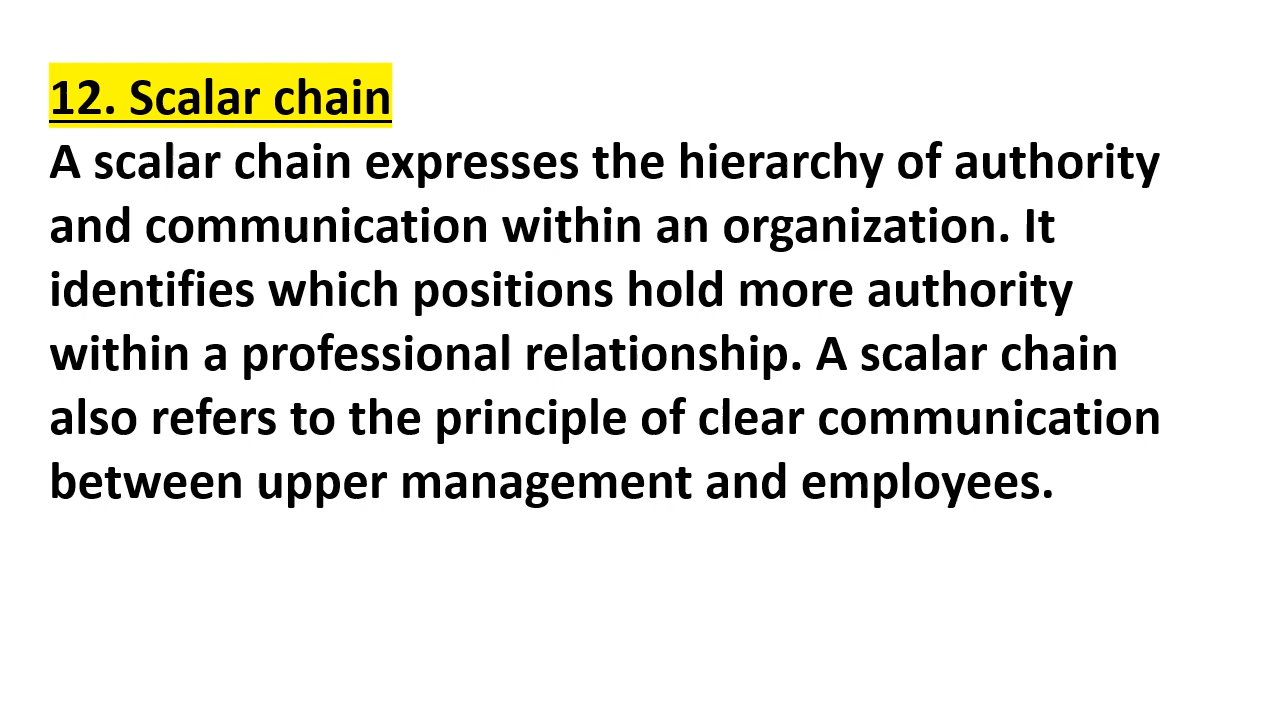 12. Scalar chain
A scalar chain expresses the hierarchy of authority
and communication within an organization. It
identifies which positions hold more authority
within a professional relationship. A scalar chain
also refers to the principle of clear communication
between upper management and employees.